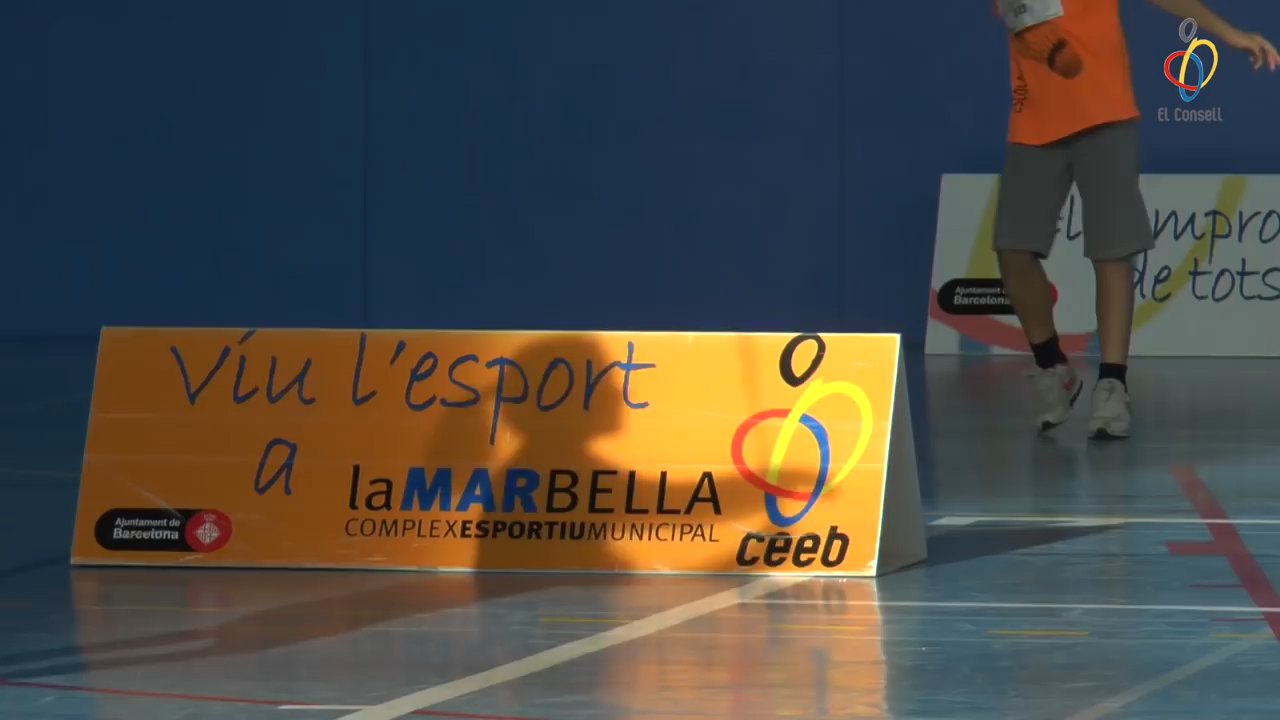 El Consell
de tots
Ajuntament de
Barcelona
Viu l'esport
a
laMARBELLA
COMPLEXESPORTIUMUNICIPAL
Ajuntament de
Barcelona
ceeb